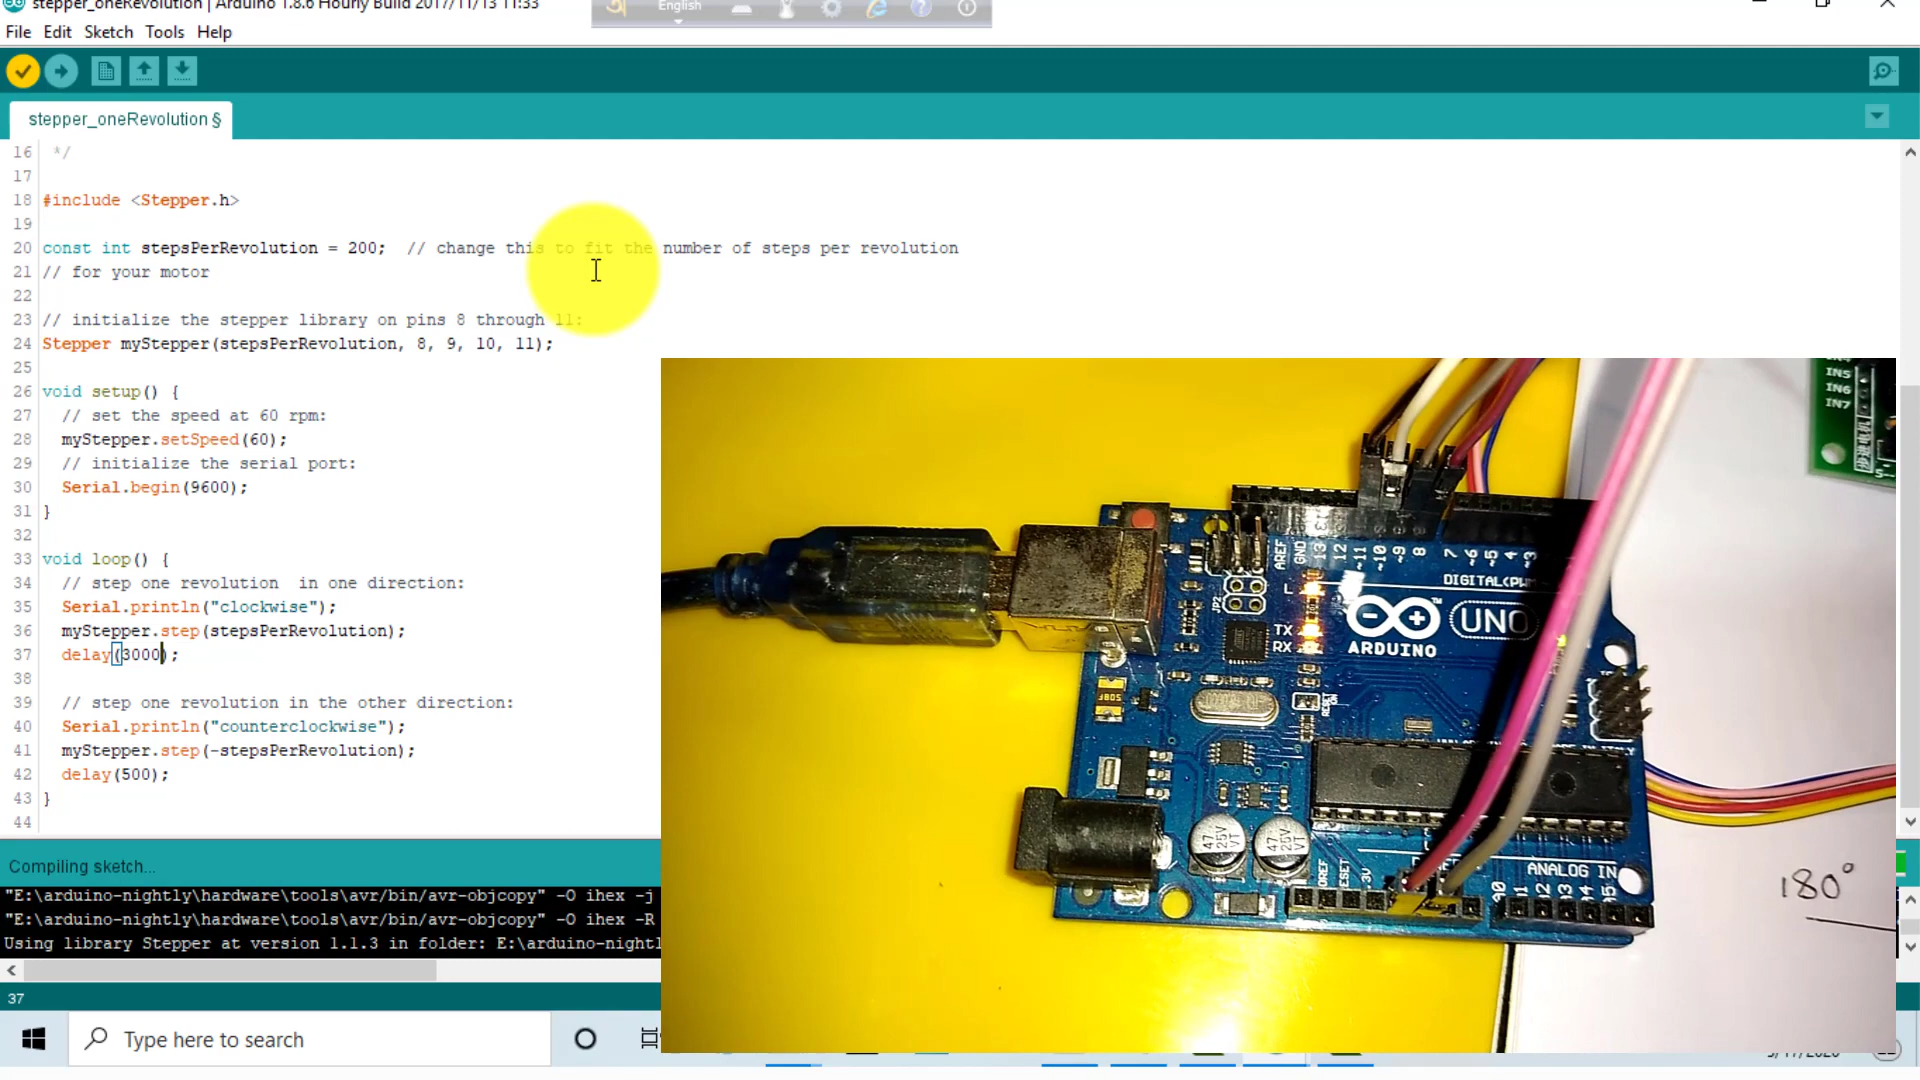 stepper_oneRevolution | Arduino 1.8.6 Hourly Build 2017/11/13 11:33
English
File Edit Sketch Tools Help
stepper_oneRevolution §
16 */
17
18 #include <Stepper.h>
19
20 const int stepsPerRevolution = 200;  // change this to fit the number of steps per revolution
21 // for your motor
22
23 // initialize the stepper library on pins 8 through 11:
24 Stepper myStepper(stepsPerRevolution, 8, 9, 10, 11);
25
26 void setup() {
27 // set the speed at 60 rpm:
28 myStepper.setSpeed(60);
29 // initialize the serial port:
30 Serial.begin(9600);
31 }
32
33 void loop() {
34 // step one revolution  in one direction:
35 Serial.println("clockwise");
36 myStepper.step(stepsPerRevolution);
37 delay(3000);
38
39 // step one revolution in the other direction:
40 Serial.println("counterclockwise");
41 myStepper.step(-stepsPerRevolution);
42 delay(500);
43 }
44
Compiling sketch...
"E:\arduino-nightly\hardware\tools\avr/bin/avr-objcopy" -O ihex -j
"E:\arduino-nightly\hardware\tools\avr/bin/avr-objcopy" -O ihex -R
Using library Stepper at version 1.1.3 in folder: E:\arduino-nightl
37
Type here to search
IN5
IN6
IN7
AREF GND 13 12 ~11 ~10 ~9 8 7 ~6 ~5 4 ~3
DIGITAL(PWM
L
TX
RX
UNO
ARDUINO
JP2
RESET
47
25V
VT
47
25V
VT
ANALOG IN
A0 A1 A2 A3 A4 A5
180°